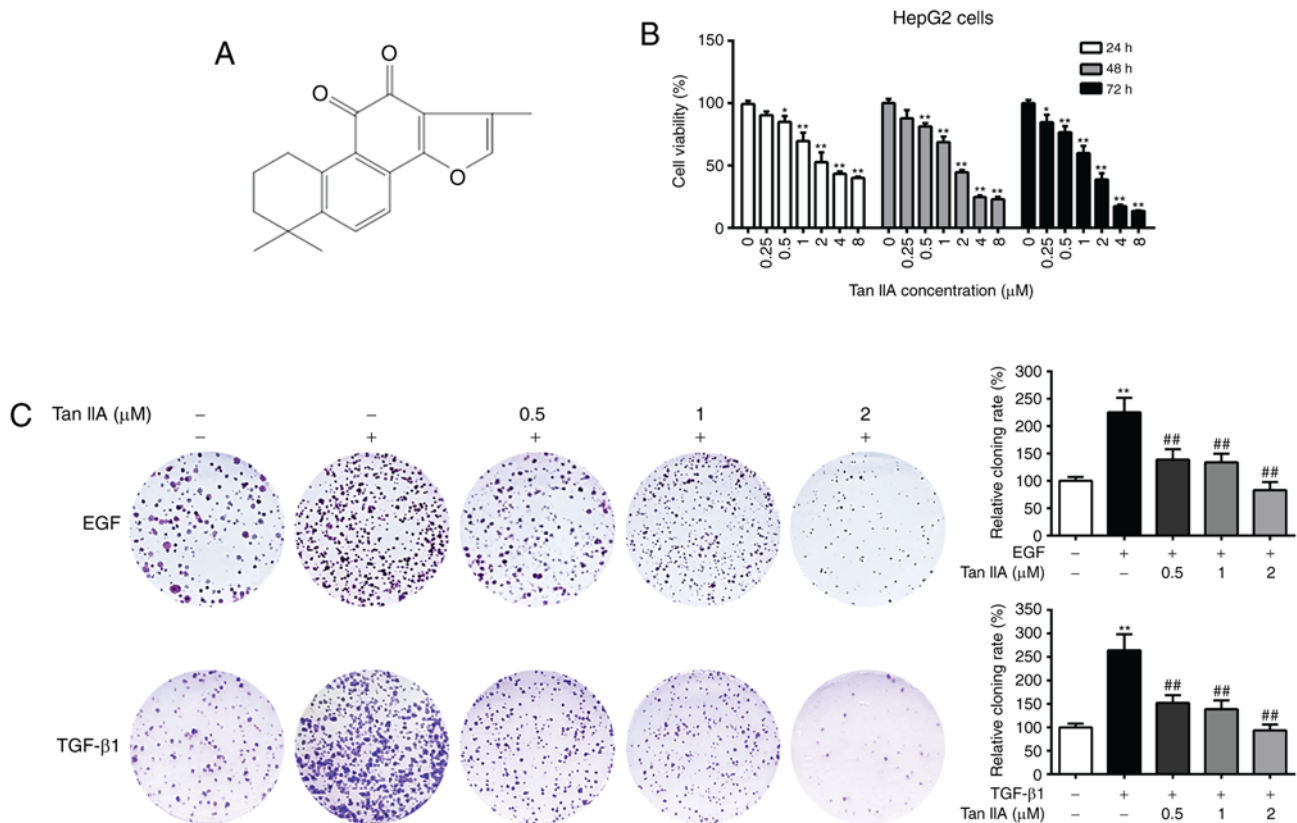 A
O
O
O
B
HepG2 cells
24 h
48 h
72 h
Cell viability (%)
150
100
50
0
0 0.25 0.5 1 2 4 8 0 0.25 0.5 1 2 4 8 0 0.25 0.5 1 2 4 8
* ** ** ** ** ** ** ** ** ** * ** ** ** ** **
Tan IIA concentration (μM)
C
Tan IIA (μM) – – 0.5 1 2
– + + + +
EGF
TGF-β1
Relative cloning rate (%)
300
250
200
150
100
50
0
** ## ## ##
EGF – + + + +
Tan IIA (μM) – – 0.5 1 2
Relative cloning rate (%)
350
300
250
200
150
100
50
0
** ## ## ##
TGF-β1 – + + + +
Tan IIA (μM) – – 0.5 1 2